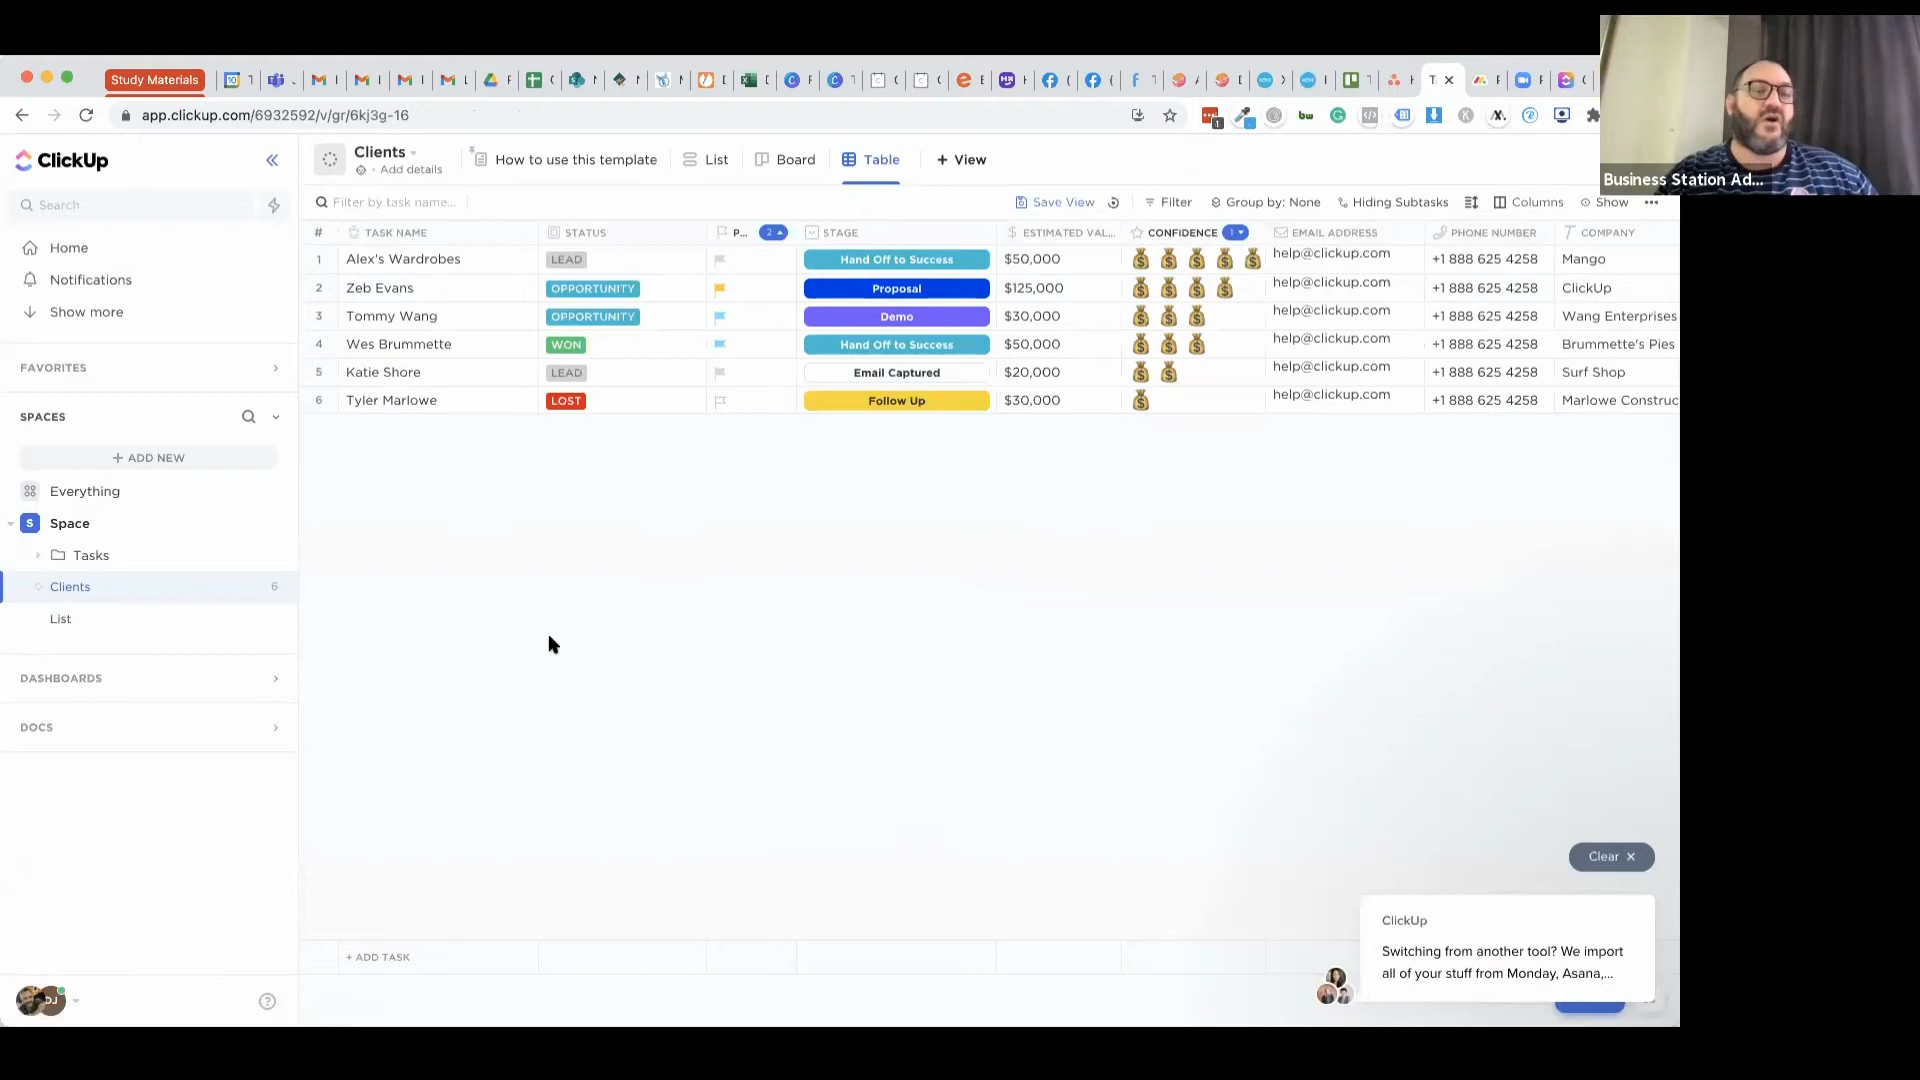 Study Materials
app.clickup.com/6932592/v/gr/6kj3g-16
Business Station Ad...
ClickUp
Search
Home
Notifications
Show more
FAVORITES
SPACES
+ ADD NEW
Everything
S Space
Tasks
Clients 6
List
DASHBOARDS
DOCS
DJ
Clients
Add details
How to use this template
List
Board
Table
+ View
Filter by task name...
Save View
Filter
Group by: None
Hiding Subtasks
Columns
Show
# TASK NAME STATUS P... 2 STAGE ESTIMATED VAL... CONFIDENCE 1 EMAIL ADDRESS PHONE NUMBER COMPANY
1 Alex's Wardrobes LEAD Hand Off to Success $50,000 help@clickup.com +1 888 625 4258 Mango
2 Zeb Evans OPPORTUNITY Proposal $125,000 help@clickup.com +1 888 625 4258 ClickUp
3 Tommy Wang OPPORTUNITY Demo $30,000 help@clickup.com +1 888 625 4258 Wang Enterprises
4 Wes Brummette WON Hand Off to Success $50,000 help@clickup.com +1 888 625 4258 Brummette's Pies
5 Katie Shore LEAD Email Captured $20,000 help@clickup.com +1 888 625 4258 Surf Shop
6 Tyler Marlowe LOST Follow Up $30,000 help@clickup.com +1 888 625 4258 Marlowe Construc
+ ADD TASK
Clear
ClickUp
Switching from another tool? We import
all of your stuff from Monday, Asana,...